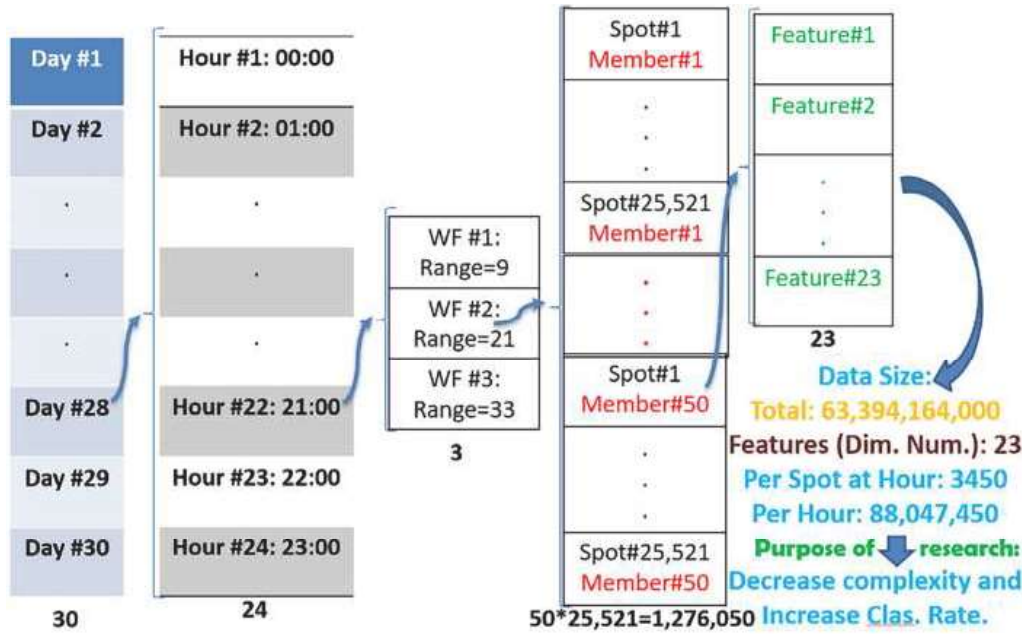 Day #1
Day #2
.
.
.
Day #28
Day #29
Day #30
30
Hour #1: 00:00
Hour #2: 01:00
.
.
.
Hour #22: 21:00
Hour #23: 22:00
Hour #24: 23:00
24
WF #1:
Range=9
WF #2:
Range=21
WF #3:
Range=33
3
Spot#1
Member#1
.
.
.
Spot#25,521
Member#1
.
.
.
Spot#1
Member#50
.
.
.
Spot#25,521
Member#50
50*25,521=1,276,050
Feature#1
Feature#2
.
.
.
Feature#23
23
Data Size:
Total: 63,394,164,000
Features (Dim. Num.): 23
Per Spot at Hour: 3450
Per Hour: 88,047,450
Purpose of research:
Decrease complexity and
Increase Clas. Rate.